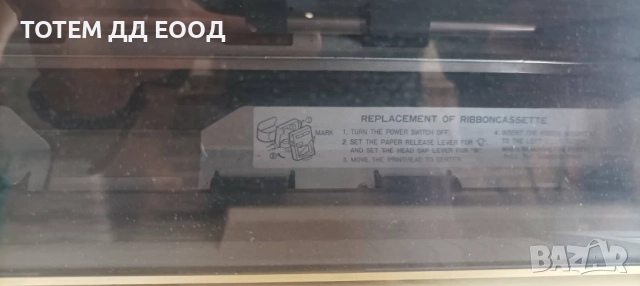 ТОТЕМ ДД ЕООД
REPLACEMENT OF RIBBONCASSETTE
MARK
1. TURN THE POWER SWITCH OFF.
2. SET THE PAPER RELEASE LEVER FOR
AND SET THE HEAD GAP LEVER FOR
3. MOVE THE PRINTHEAD TO CENTER.
4. INSERT THE RIBBON
TO THE LEFT
BAZAR